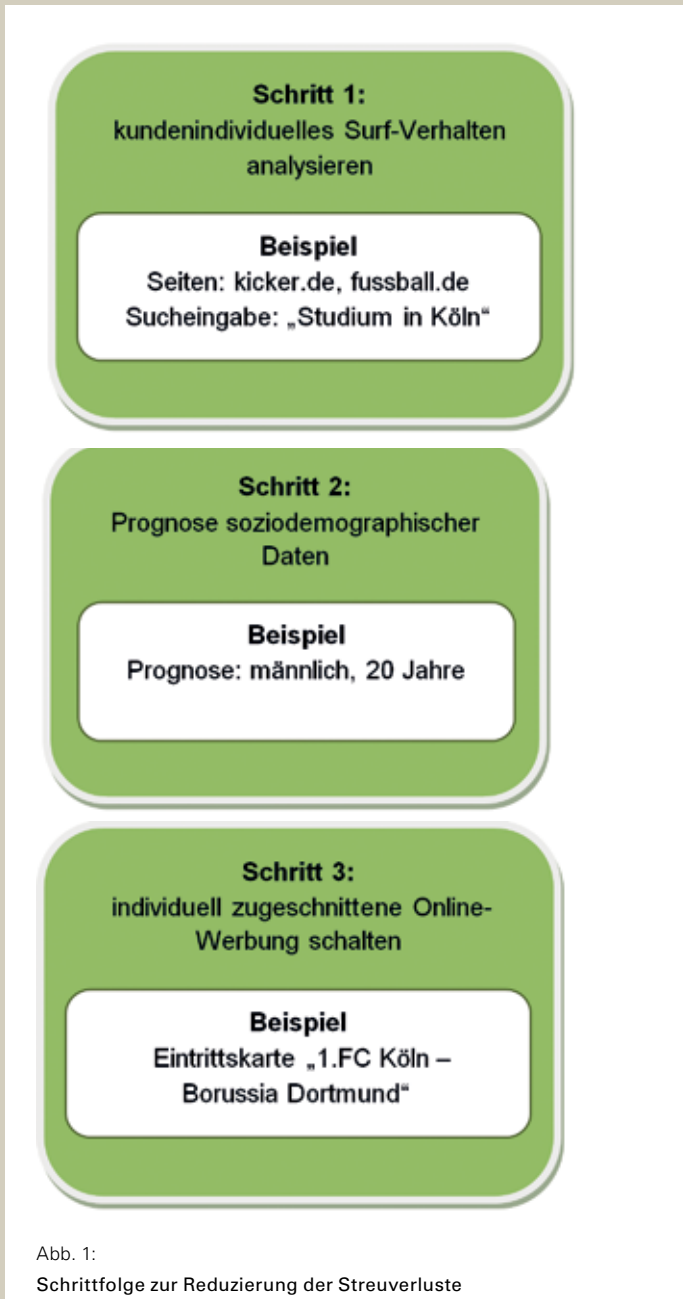 Schritt 1:
kundenindividuelles Surf-Verhalten
analysieren
Beispiel
Seiten: kicker.de, fussball.de
Sucheingabe: „Studium in Köln“
Schritt 2:
Prognose soziodemographischer
Daten
Beispiel
Prognose: männlich, 20 Jahre
Schritt 3:
individuell zugeschnittene Online-
Werbung schalten
Beispiel
Eintrittskarte „1.FC Köln –
Borussia Dortmund“
Abb. 1:
Schrittfolge zur Reduzierung der Streuverluste